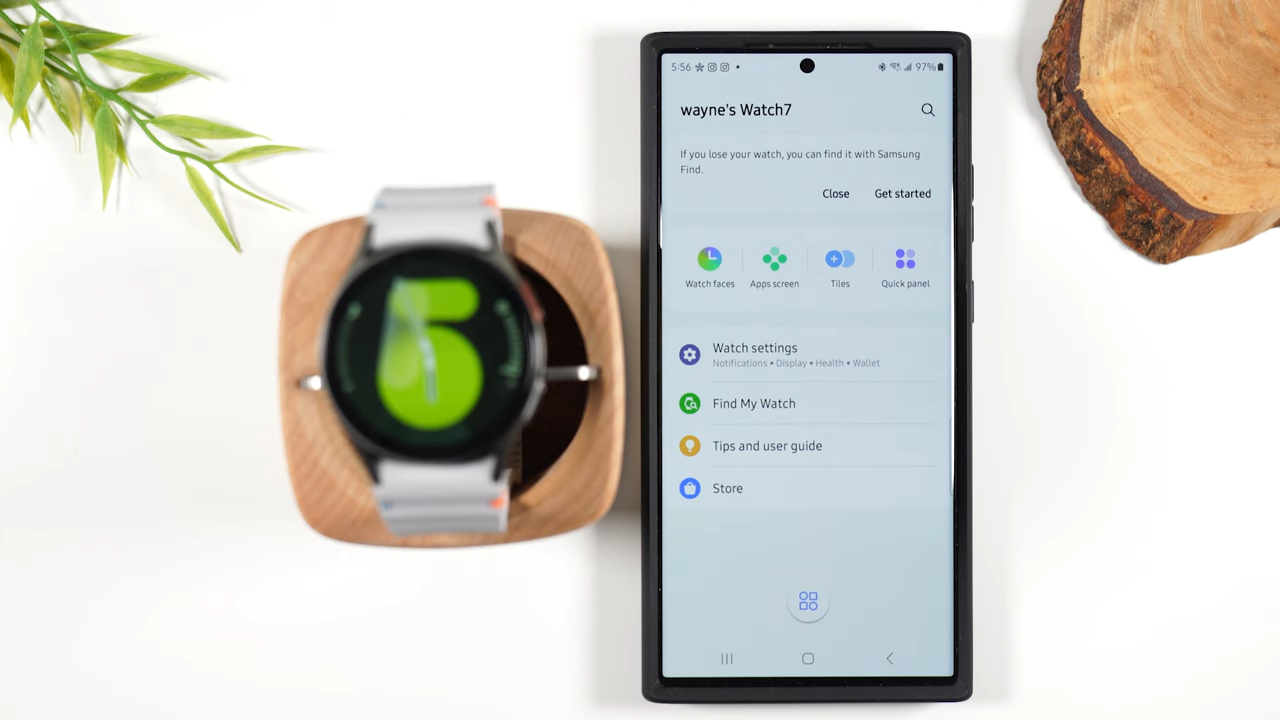 5:56 97%
wayne's Watch7
If you lose your watch, you can find it with Samsung
Find.
Close Get started
Watch faces Apps screen Tiles Quick panel
Watch settings
Notifications • Display • Health • Wallet
Find My Watch
Tips and user guide
Store